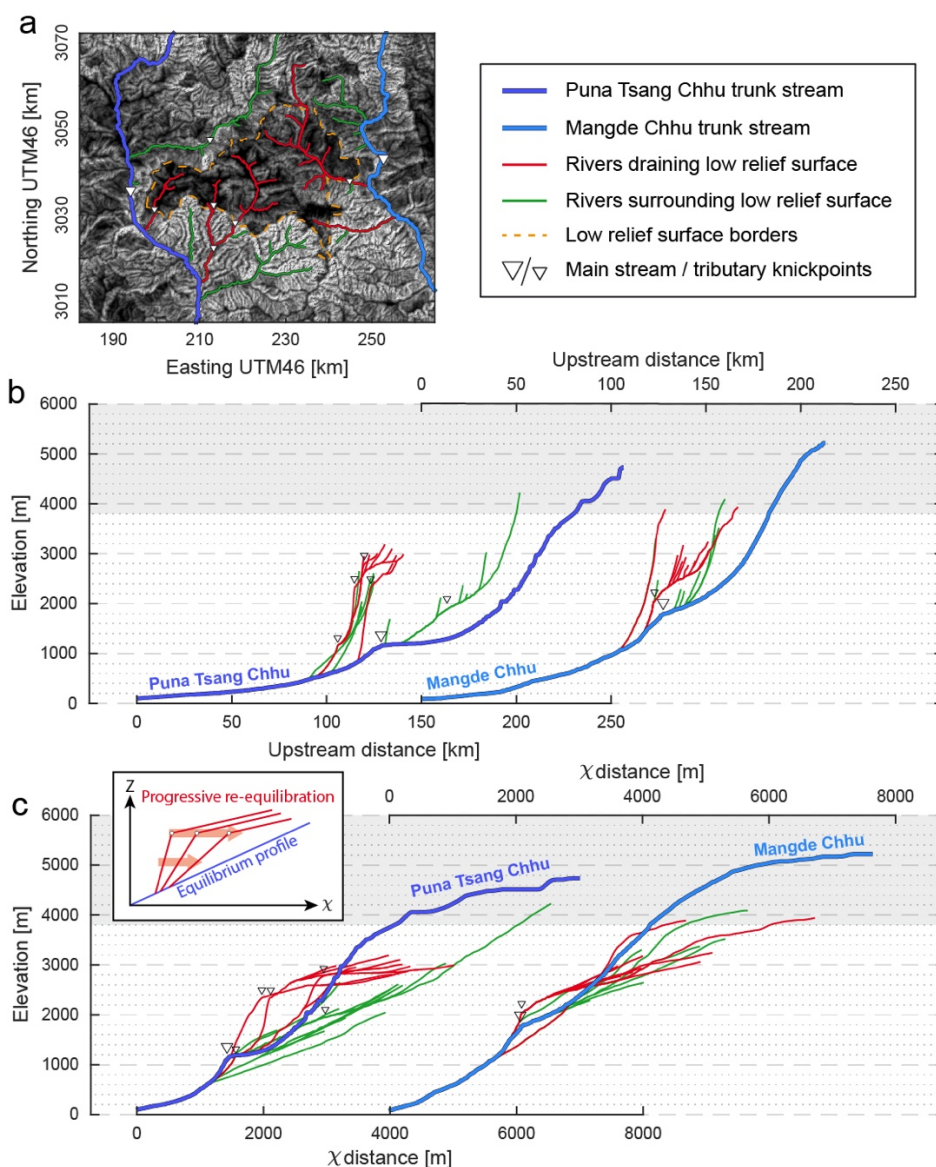 a
3070
3050
3030
3010
Northing UTM46 [km]
190 210 230 250
Easting UTM46 [km]
Puna Tsang Chhu trunk stream
Mangde Chhu trunk stream
Rivers draining low relief surface
Rivers surrounding low relief surface
Low relief surface borders
Main stream / tributary knickpoints
Upstream distance [km]
0 50 100 150 200 250
b
6000
5000
4000
3000
2000
1000
0
Elevation [m]
Puna Tsang Chhu
Mangde Chhu
0 50 100 150 200 250
Upstream distance [km]
χ distance [m]
0 2000 4000 6000 8000
c
Z
Progressive re-equilibration
Equilibrium profile
χ
6000
5000
4000
3000
2000
1000
0
Elevation [m]
Puna Tsang Chhu
Mangde Chhu
0 2000 4000 6000 8000
χ distance [m]